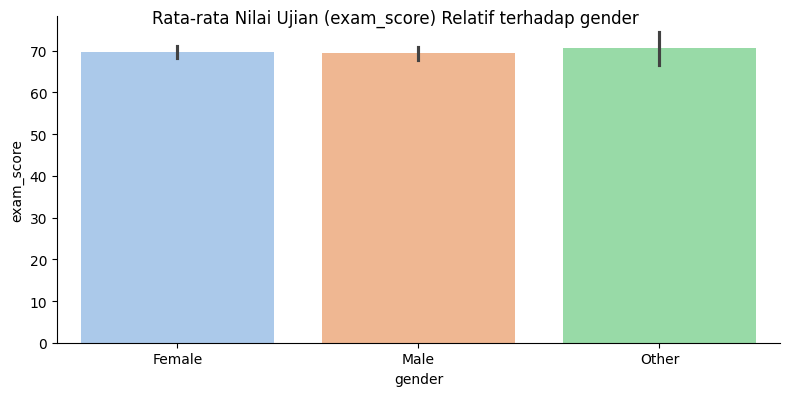 Rata-rata Nilai Ujian (exam_score) Relatif terhadap gender
exam_score
70
60
50
40
30
20
10
0
Female Male Other
gender